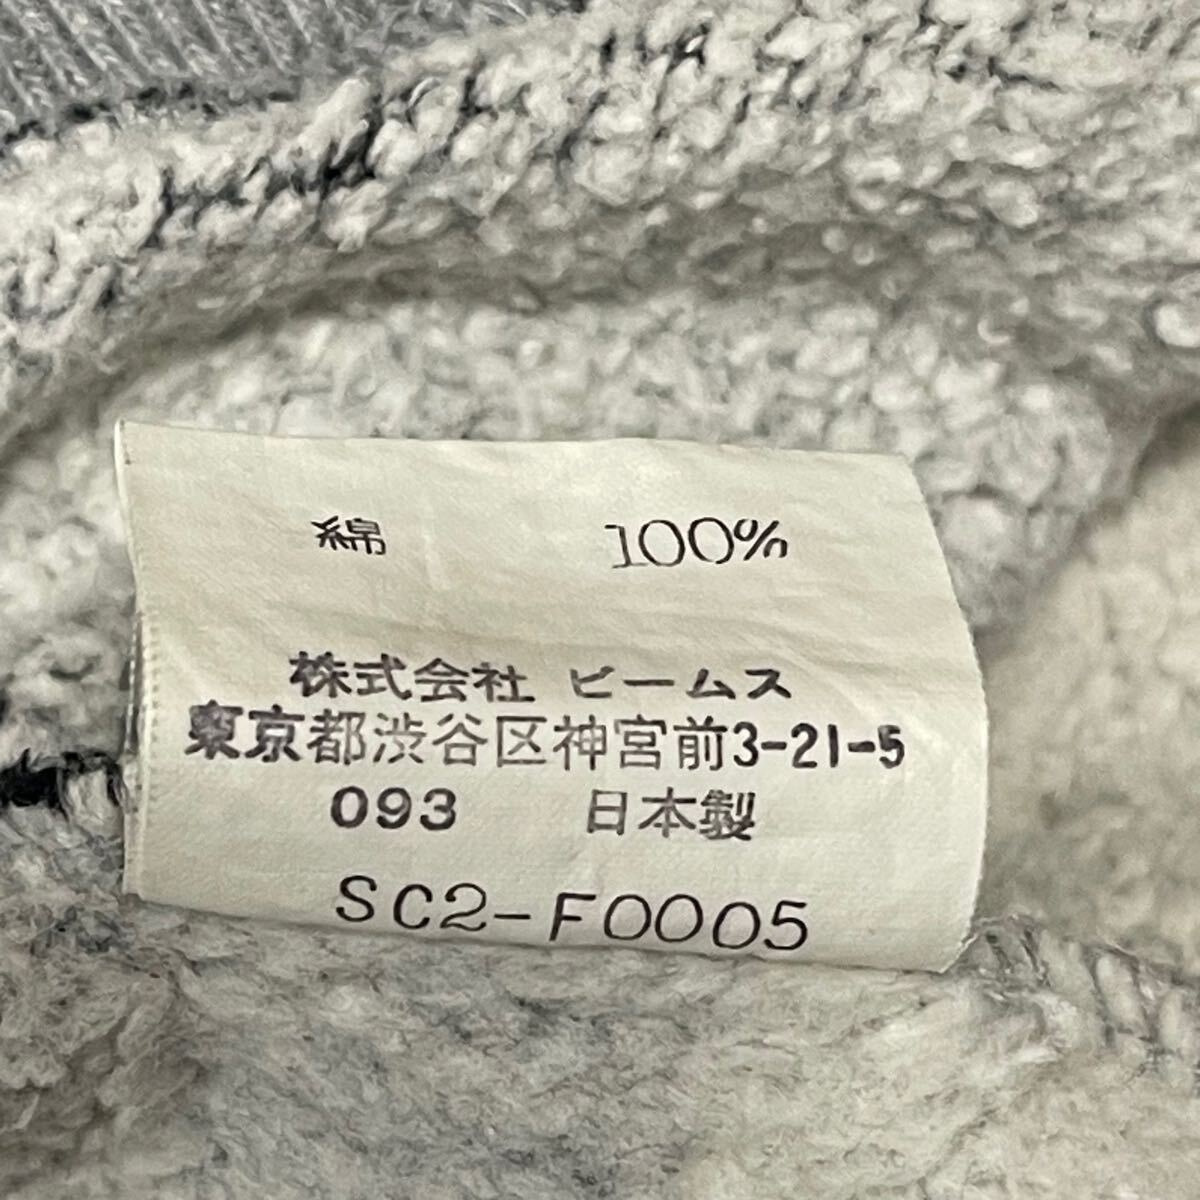 綿 100%
株式会社 ビームス
東京都渋谷区神宮前3-21-5
093 日本製
SC2-F0005